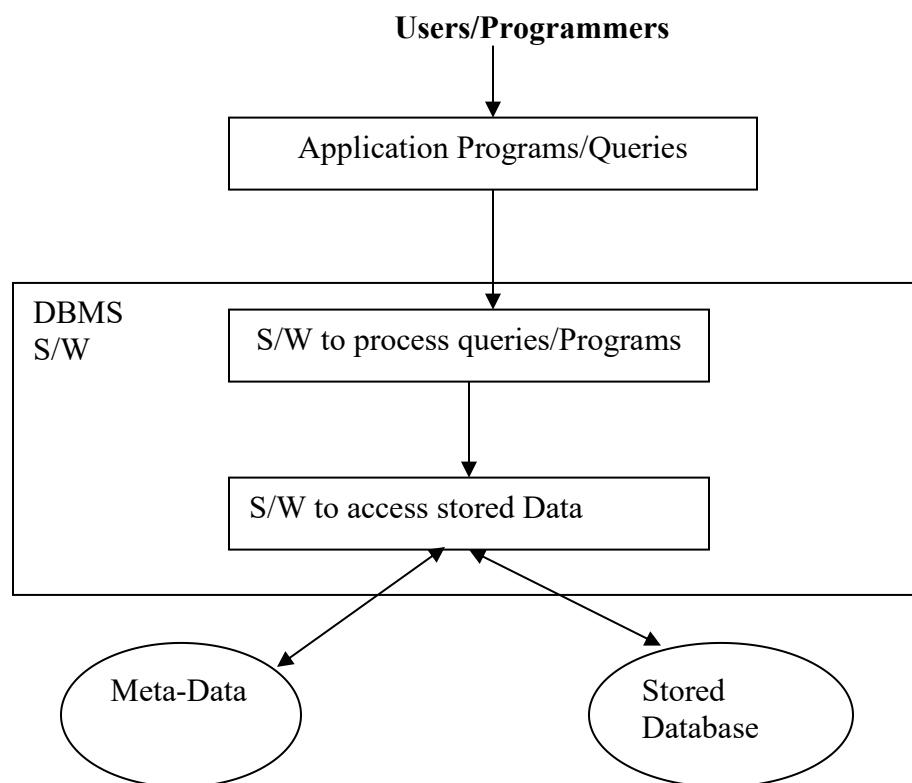 Users/Programmers
Application Programs/Queries
DBMS
S/W
S/W to process queries/Programs
S/W to access stored Data
Meta-Data
Stored
Database